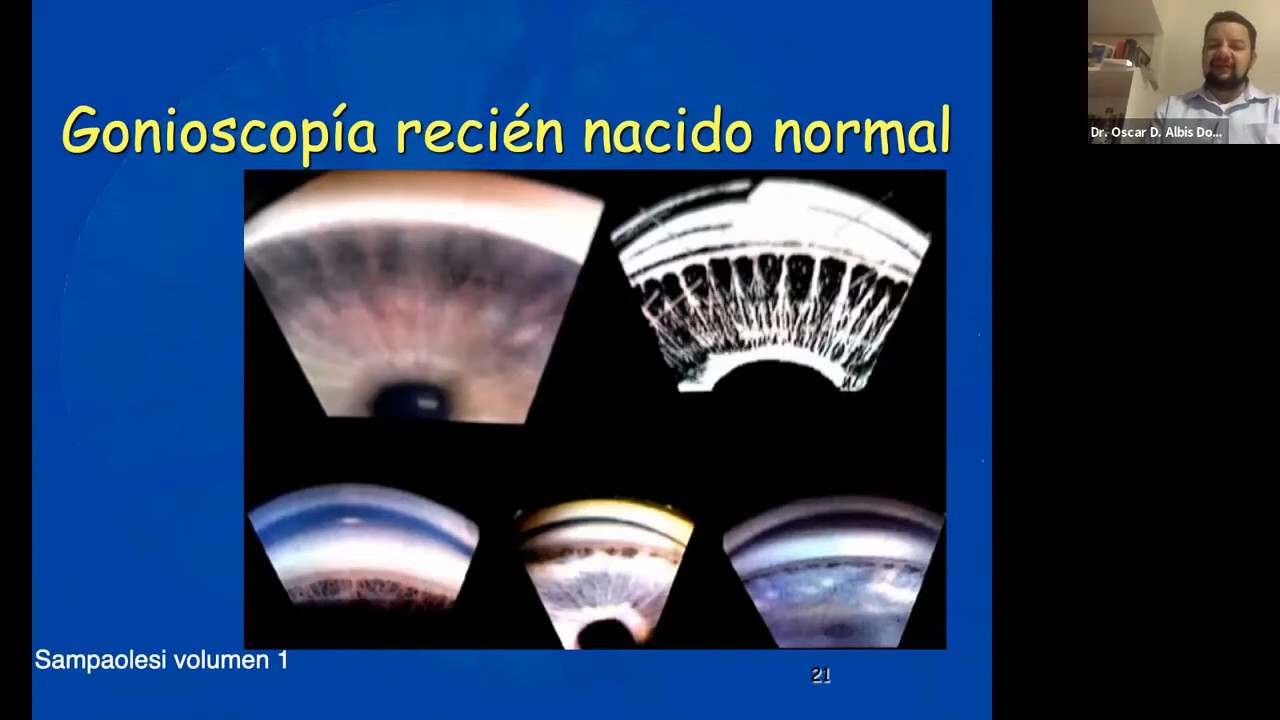 Gonioscopía recién nacido normal
Dr. Oscar D. Albis Do...
Sampaolesi volumen 1
21